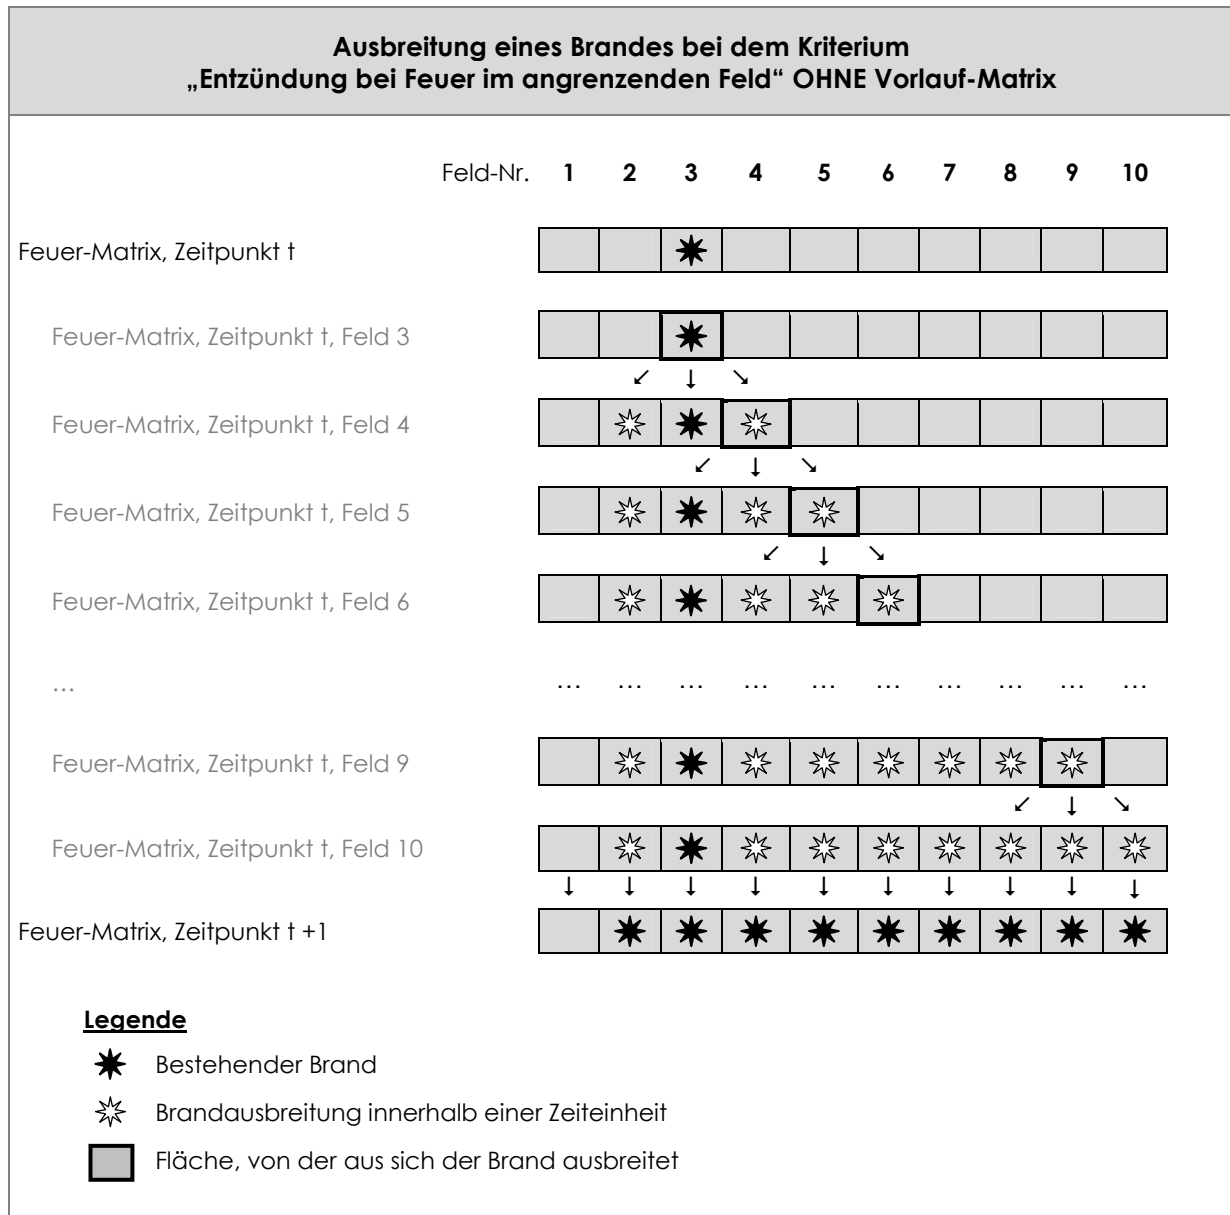 Ausbreitung eines Brandes bei dem Kriterium
„Entzündung bei Feuer im angrenzenden Feld“ OHNE Vorlauf-Matrix
Feld-Nr. 1 2 3 4 5 6 7 8 9 10
Feuer-Matrix, Zeitpunkt t
Feuer-Matrix, Zeitpunkt t, Feld 3
Feuer-Matrix, Zeitpunkt t, Feld 4
Feuer-Matrix, Zeitpunkt t, Feld 5
Feuer-Matrix, Zeitpunkt t, Feld 6
… … … … … … … … … … …
Feuer-Matrix, Zeitpunkt t, Feld 9
Feuer-Matrix, Zeitpunkt t, Feld 10
Feuer-Matrix, Zeitpunkt t +1
Legende
Bestehender Brand
Brandausbreitung innerhalb einer Zeiteinheit
Fläche, von der aus sich der Brand ausbreitet